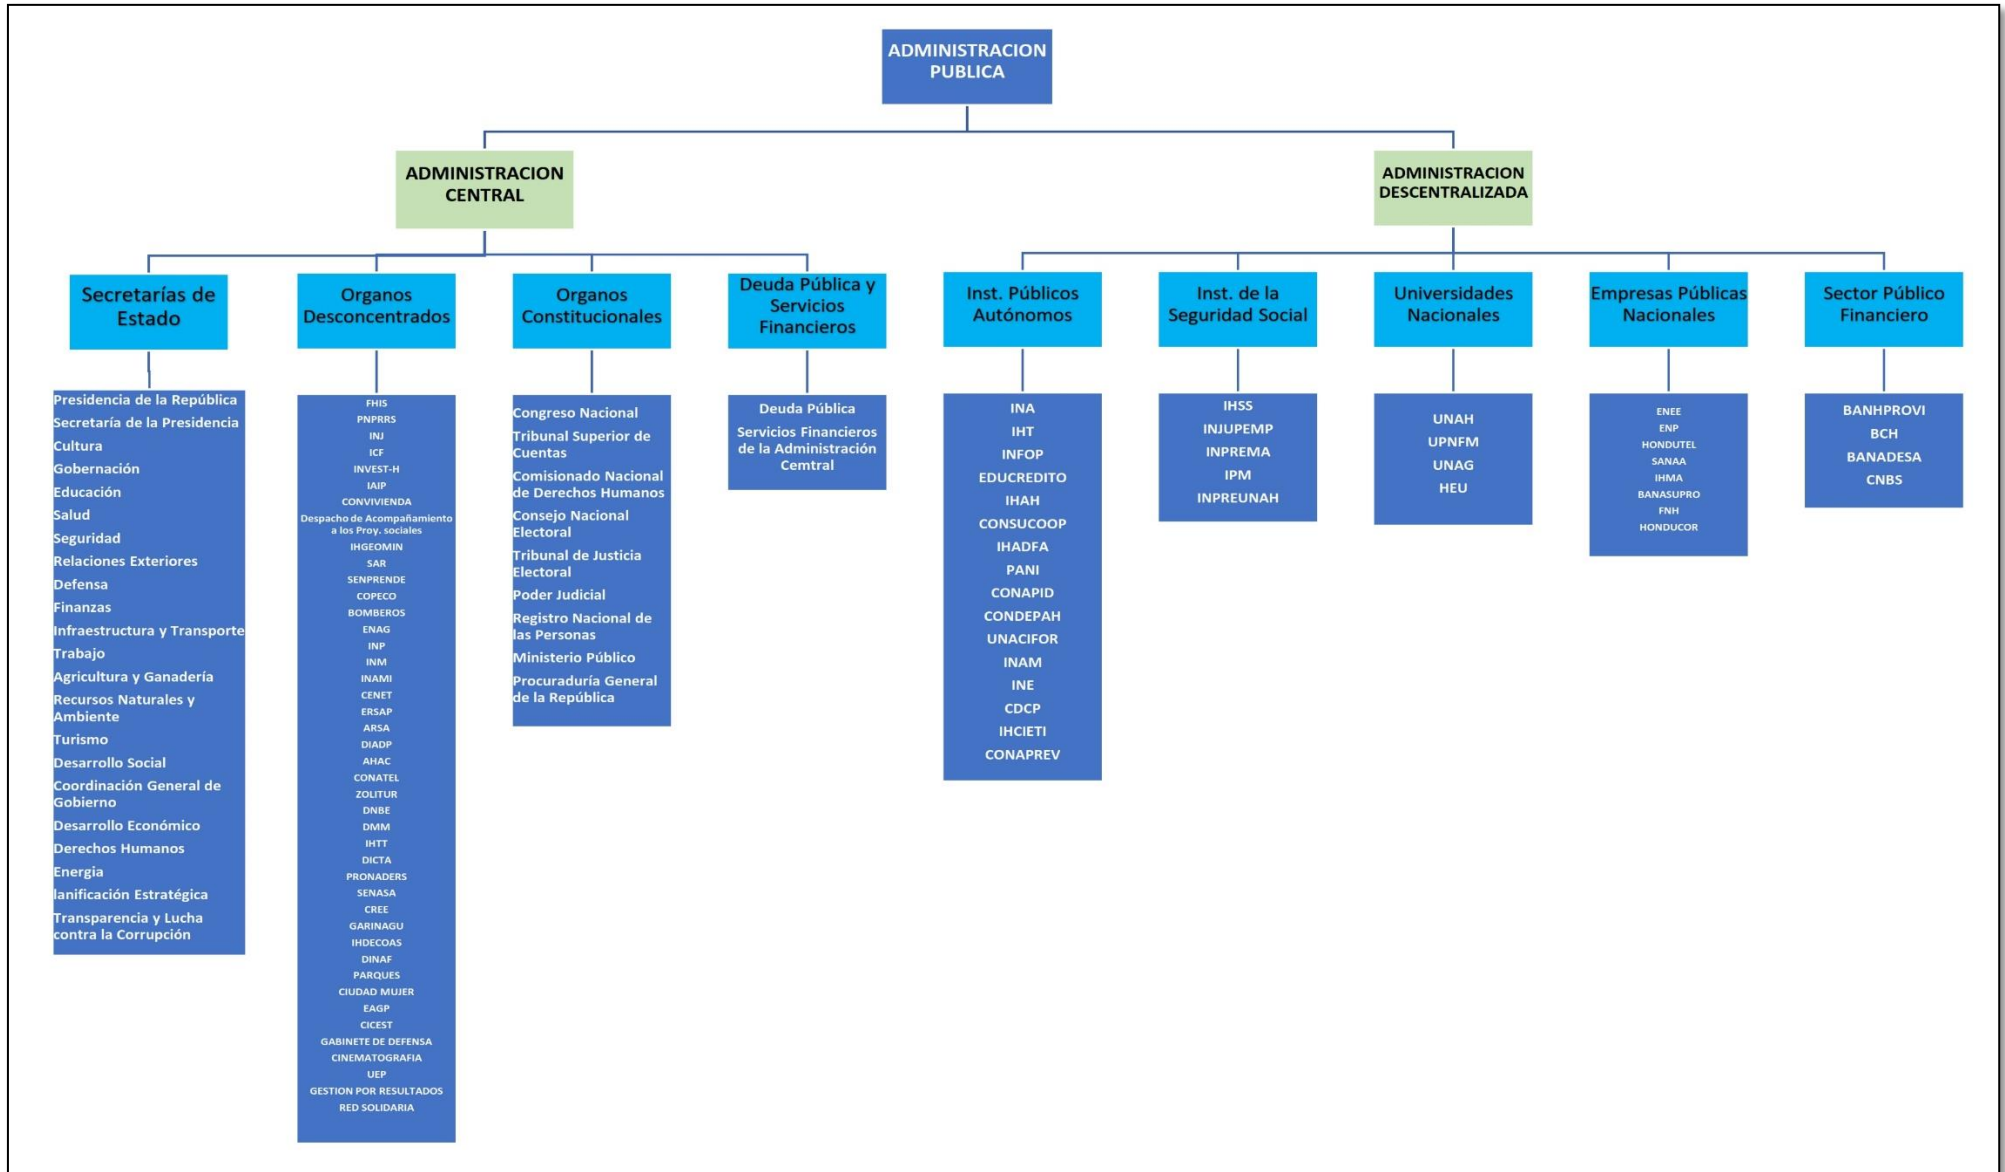 ADMINISTRACION
PUBLICA
ADMINISTRACION
CENTRAL
ADMINISTRACION
DESCENTRALIZADA
Secretarías de
Estado
Organos
Desconcentrados
Organos
Constitucionales
Deuda Pública y
Servicios
Financieros
Inst. Públicos
Autónomos
Inst. de la
Seguridad Social
Universidades
Nacionales
Empresas Públicas
Nacionales
Sector Público
Financiero
Presidencia de la República
Secretaría de la Presidencia
Cultura
Gobernación
Educación
Salud
Seguridad
Relaciones Exteriores
Defensa
Finanzas
Infraestructura y Transporte
Trabajo
Agricultura y Ganadería
Recursos Naturales y
Ambiente
Turismo
Desarrollo Social
Coordinación General de
Gobierno
Desarrollo Económico
Derechos Humanos
Energia
lanificación Estratégica
Transparencia y Lucha
contra la Corrupción
FHIS
PNPRRS
INJ
ICF
INVEST-H
IAIP
CONVIVIENDA
Despacho de Acompañamiento
a los Proy. sociales
IHGEOMIN
SAR
SENPRENDE
COPECO
BOMBEROS
ENAG
INP
INM
INAMI
CENET
ERSAP
ARSA
DIADP
AHAC
CONATEL
ZOLITUR
DNBE
DMM
IHTT
DICTA
PRONADERS
SENASA
CREE
GARINAGU
IHDECOAS
DINAF
PARQUES
CIUDAD MUJER
EAGP
CICEST
GABINETE DE DEFENSA
CINEMATOGRAFIA
UEP
GESTION POR RESULTADOS
RED SOLIDARIA
Congreso Nacional
Tribunal Superior de
Cuentas
Comisionado Nacional
de Derechos Humanos
Consejo Nacional
Electoral
Tribunal de Justicia
Electoral
Poder Judicial
Registro Nacional de
las Personas
Ministerio Público
Procuraduría General
de la República
Deuda Pública
Servicios Financieros
de la Administración
Cemtral
INA
IHT
INFOP
EDUCREDITO
IHAH
CONSUCOOP
IHADFA
PANI
CONAPID
CONDEPAH
UNACIFOR
INAM
INE
CDCP
IHCIETI
CONAPREV
IHSS
INJUPEMP
INPREMA
IPM
INPREUNAH
UNAH
UPNFM
UNAG
HEU
ENEE
ENP
HONDUTEL
SANAA
IHMA
BANASUPRO
FNH
HONDUCOR
BANHPROVI
BCH
BANADESA
CNBS